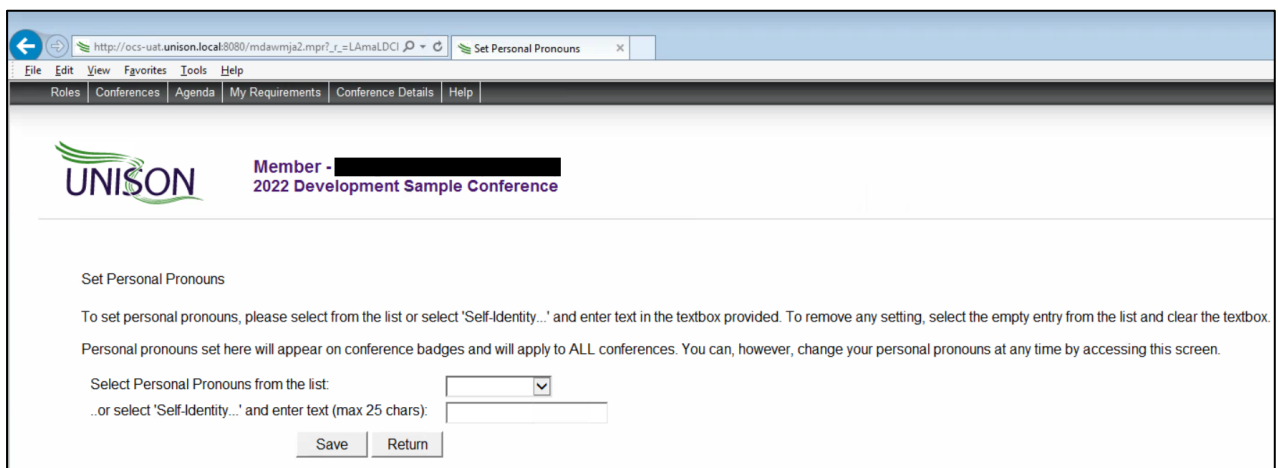 http://ocs-uat.unison.local:8080/mdawmja2.mpr?_r_=LAmaLDCl
Set Personal Pronouns
File Edit View Favorites Tools Help
Roles Conferences Agenda My Requirements Conference Details Help
UNISON
Member -
2022 Development Sample Conference
Set Personal Pronouns
To set personal pronouns, please select from the list or select 'Self-Identity...' and enter text in the textbox provided. To remove any setting, select the empty entry from the list and clear the textbox.
Personal pronouns set here will appear on conference badges and will apply to ALL conferences. You can, however, change your personal pronouns at any time by accessing this screen.
Select Personal Pronouns from the list:
..or select 'Self-Identity...' and enter text (max 25 chars):
Save Return